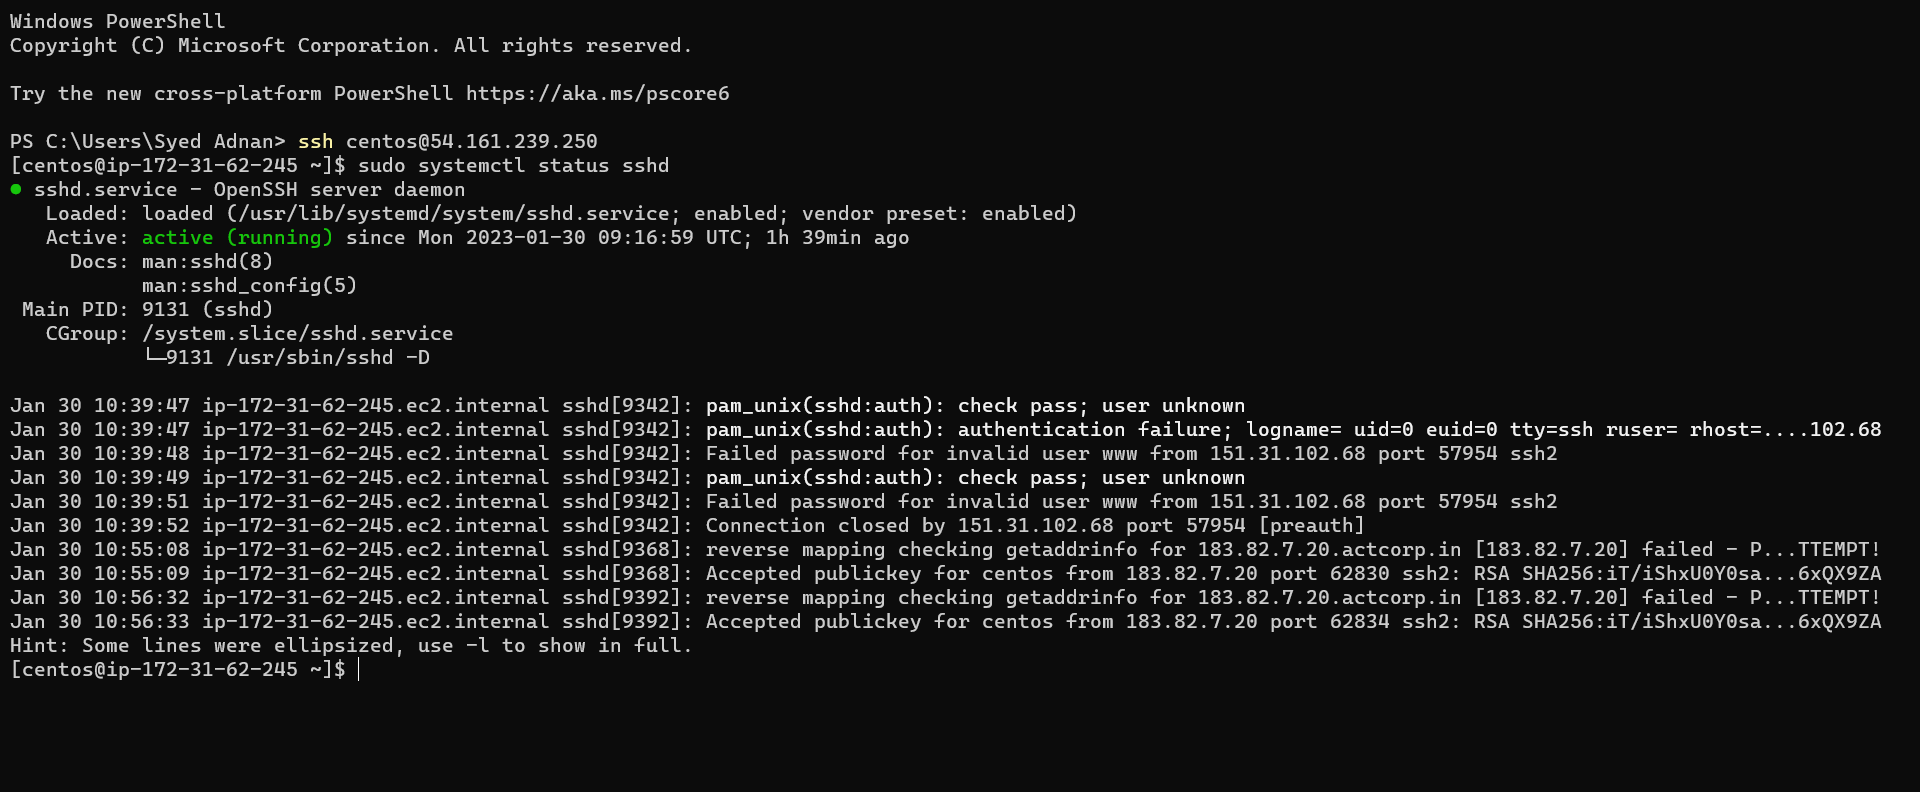 Windows PowerShell
Copyright (C) Microsoft Corporation. All rights reserved.
Try the new cross-platform PowerShell https://aka.ms/pscore6
PS C:\Users\Syed Adnan> ssh centos@54.161.239.250
[centos@ip-172-31-62-245 ~]$ sudo systemctl status sshd
● sshd.service - OpenSSH server daemon
   Loaded: loaded (/usr/lib/systemd/system/sshd.service; enabled; vendor preset: enabled)
   Active: active (running) since Mon 2023-01-30 09:16:59 UTC; 1h 39min ago
     Docs: man:sshd(8)
           man:sshd_config(5)
 Main PID: 9131 (sshd)
   CGroup: /system.slice/sshd.service
           └─9131 /usr/sbin/sshd -D
Jan 30 10:39:47 ip-172-31-62-245.ec2.internal sshd[9342]: pam_unix(sshd:auth): check pass; user unknown
Jan 30 10:39:47 ip-172-31-62-245.ec2.internal sshd[9342]: pam_unix(sshd:auth): authentication failure; logname= uid=0 euid=0 tty=ssh ruser= rhost=....102.68
Jan 30 10:39:48 ip-172-31-62-245.ec2.internal sshd[9342]: Failed password for invalid user www from 151.31.102.68 port 57954 ssh2
Jan 30 10:39:49 ip-172-31-62-245.ec2.internal sshd[9342]: pam_unix(sshd:auth): check pass; user unknown
Jan 30 10:39:51 ip-172-31-62-245.ec2.internal sshd[9342]: Failed password for invalid user www from 151.31.102.68 port 57954 ssh2
Jan 30 10:39:52 ip-172-31-62-245.ec2.internal sshd[9342]: Connection closed by 151.31.102.68 port 57954 [preauth]
Jan 30 10:55:08 ip-172-31-62-245.ec2.internal sshd[9368]: reverse mapping checking getaddrinfo for 183.82.7.20.actcorp.in [183.82.7.20] failed - P...TTEMPT!
Jan 30 10:55:09 ip-172-31-62-245.ec2.internal sshd[9368]: Accepted publickey for centos from 183.82.7.20 port 62830 ssh2: RSA SHA256:iT/iShxU0Y0sa...6xQX9ZA
Jan 30 10:56:32 ip-172-31-62-245.ec2.internal sshd[9392]: reverse mapping checking getaddrinfo for 183.82.7.20.actcorp.in [183.82.7.20] failed - P...TTEMPT!
Jan 30 10:56:33 ip-172-31-62-245.ec2.internal sshd[9392]: Accepted publickey for centos from 183.82.7.20 port 62834 ssh2: RSA SHA256:iT/iShxU0Y0sa...6xQX9ZA
Hint: Some lines were ellipsized, use -l to show in full.
[centos@ip-172-31-62-245 ~]$